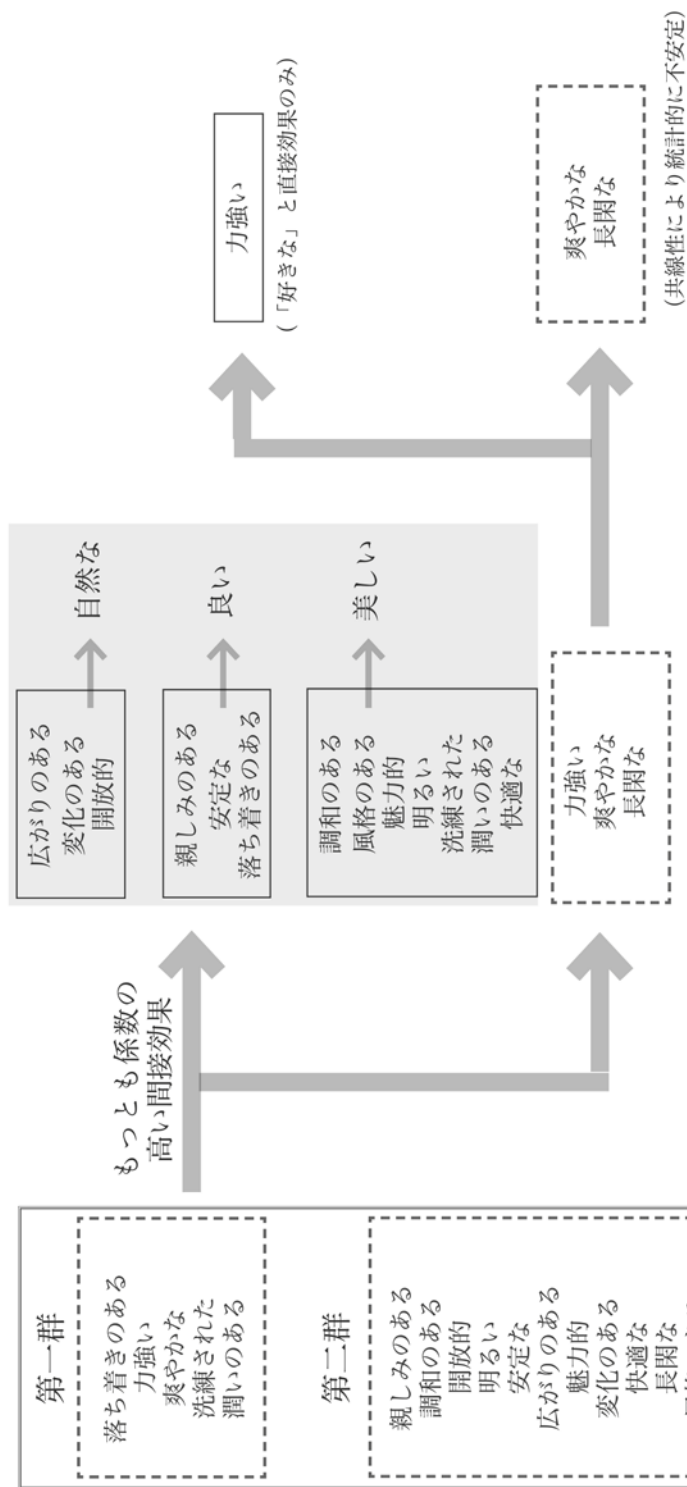 第一群
落ち着きのある
力強い
爽やかな
洗練された
潤いのある
第二群
親しみのある
調和のある
開放的
明るい
安定な
広がりのある
魅力的
変化のある
快適な
長閑な
もっとも係数の
高い間接効果
広がりのある
変化のある
開放的
自然な
親しみのある
安定な
落ち着きのある
良い
調和のある
風格のある
魅力的
明るい
洗練された
潤いのある
快適な
美しい
力強い
爽やかな
長閑な
力強い
(「好きな」と直接効果のみ)
爽やかな
長閑な
(共線性により統計的に不安定)